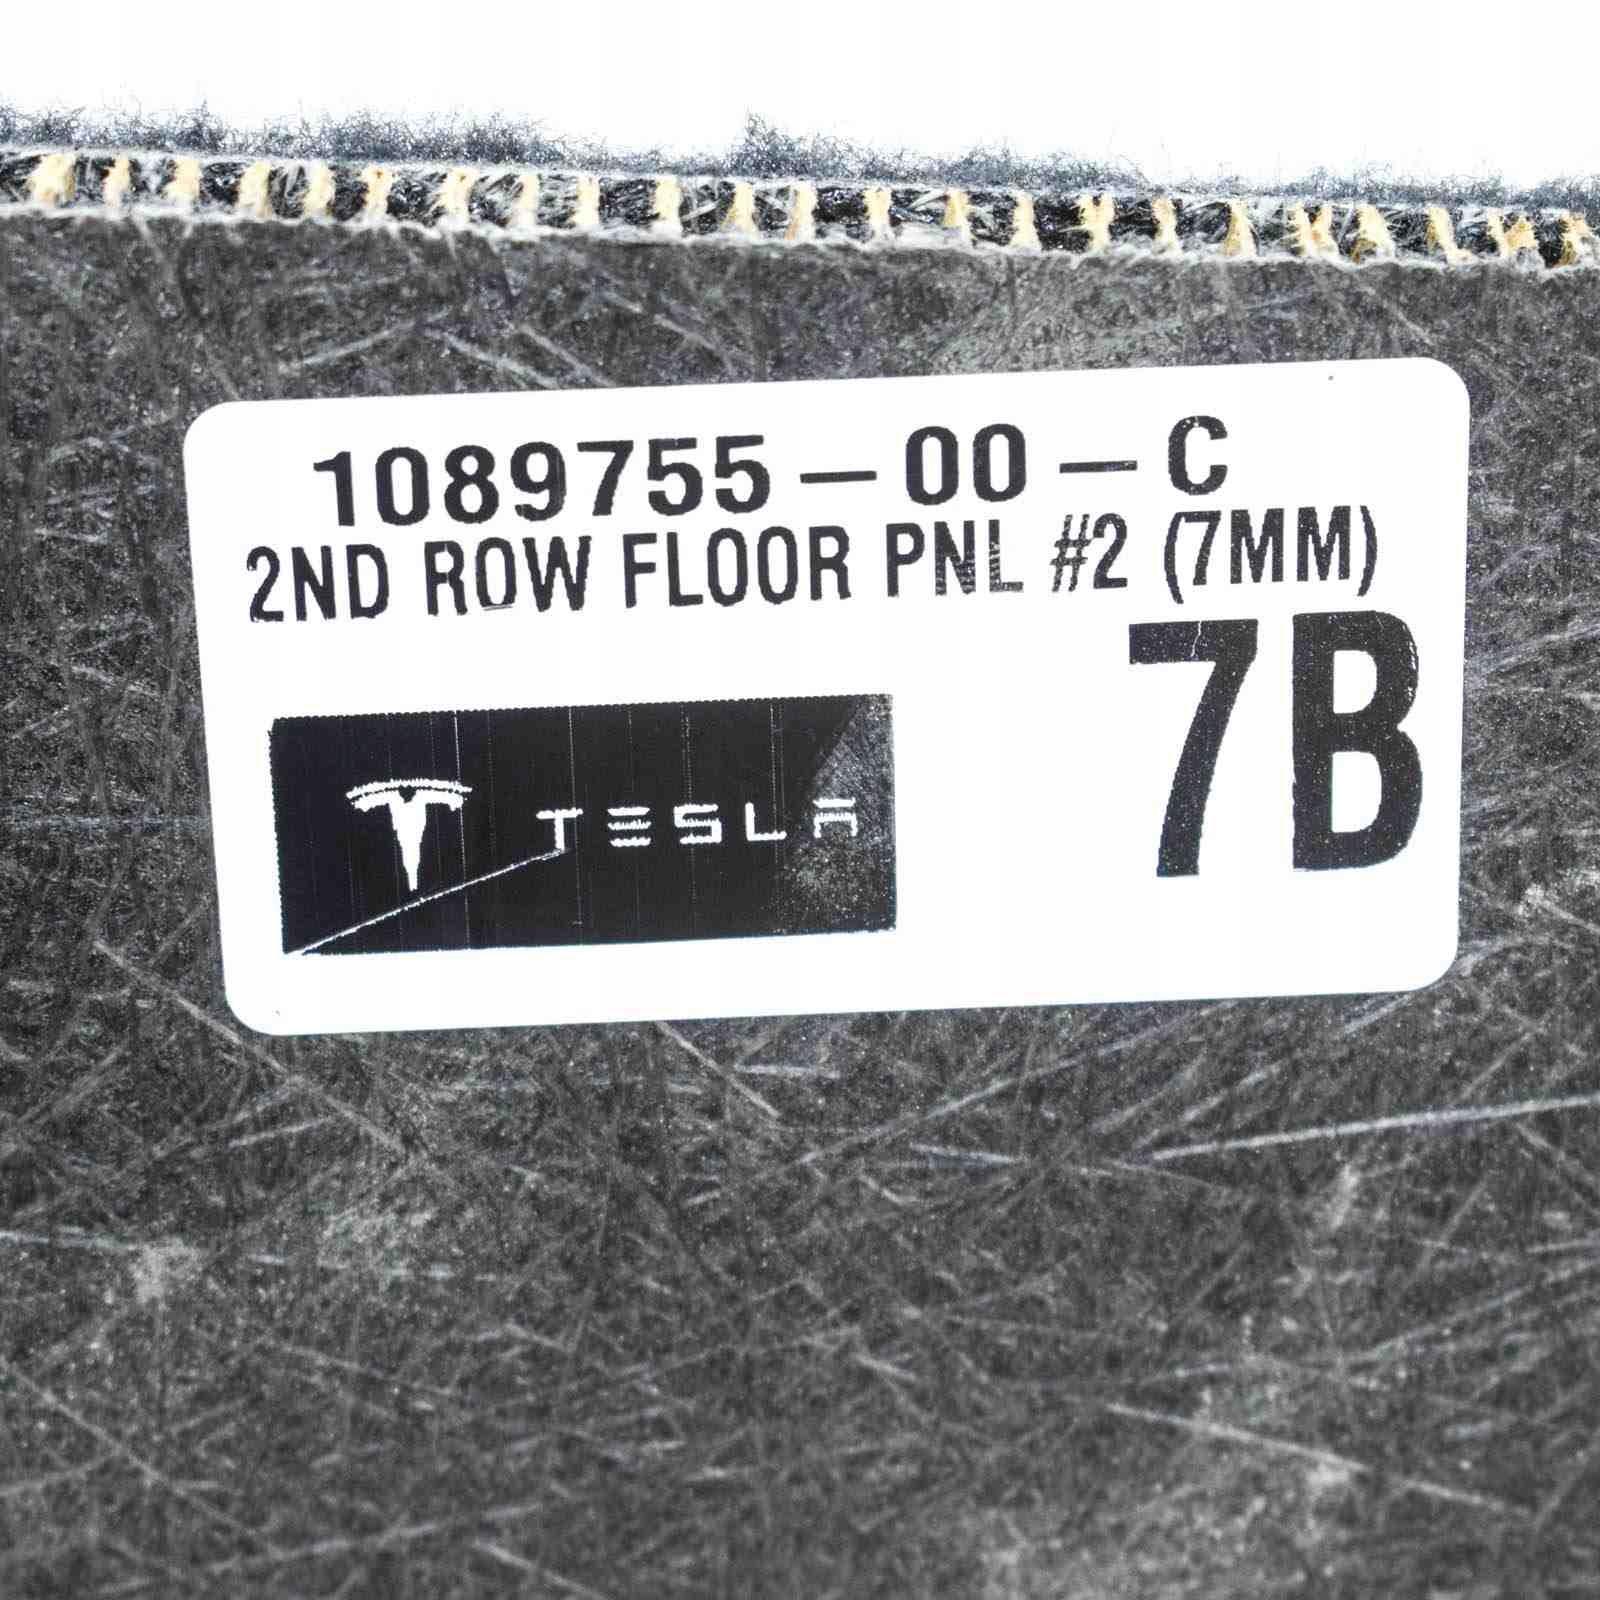 1089755-00-C
2ND ROW FLOOR PNL #2 (7MM)
7B
TESLA